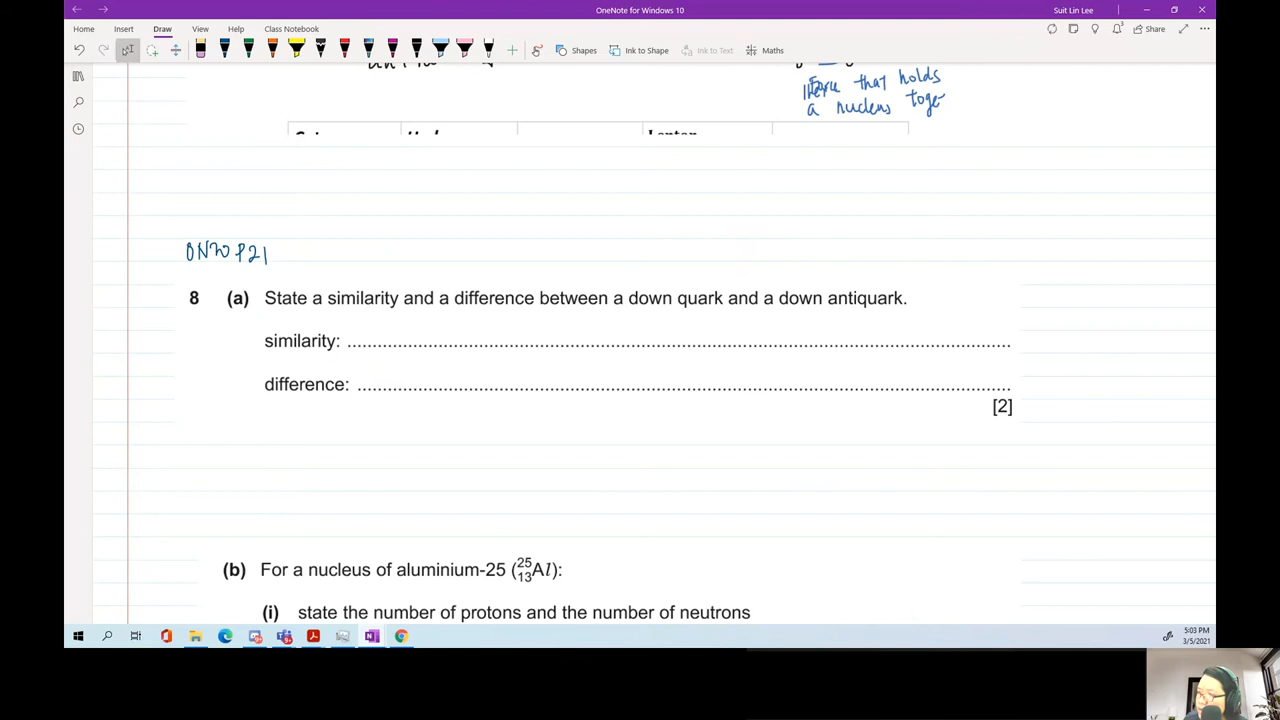 OneNote for Windows 10
Suit Lin Lee
Home Insert Draw View Help Class Notebook
Share
Shapes Ink to Shape Ink to Text Maths
that holds
a nucleus toge
Lepton
ON20 P21
8 (a) State a similarity and a difference between a down quark and a down antiquark.
similarity: ....................................................................................................................................
difference: ..................................................................................................................................
[2]
(b) For a nucleus of aluminium-25 (²⁵₁₃Al):
(i) state the number of protons and the number of neutrons
5:03 PM
3/5/2021